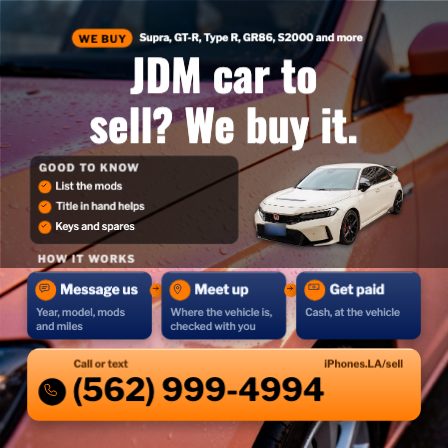 WE BUY
Supra, GT-R, Type R, GR86, S2000 and more
JDM car to
sell? We buy it.
GOOD TO KNOW
List the mods
Title in hand helps
Keys and spares
HOW IT WORKS
Message us
Year, model, mods
and miles
Meet up
Where the vehicle is,
checked with you
Get paid
Cash, at the vehicle
Call or text
iPhones.LA/sell
(562) 999-4994